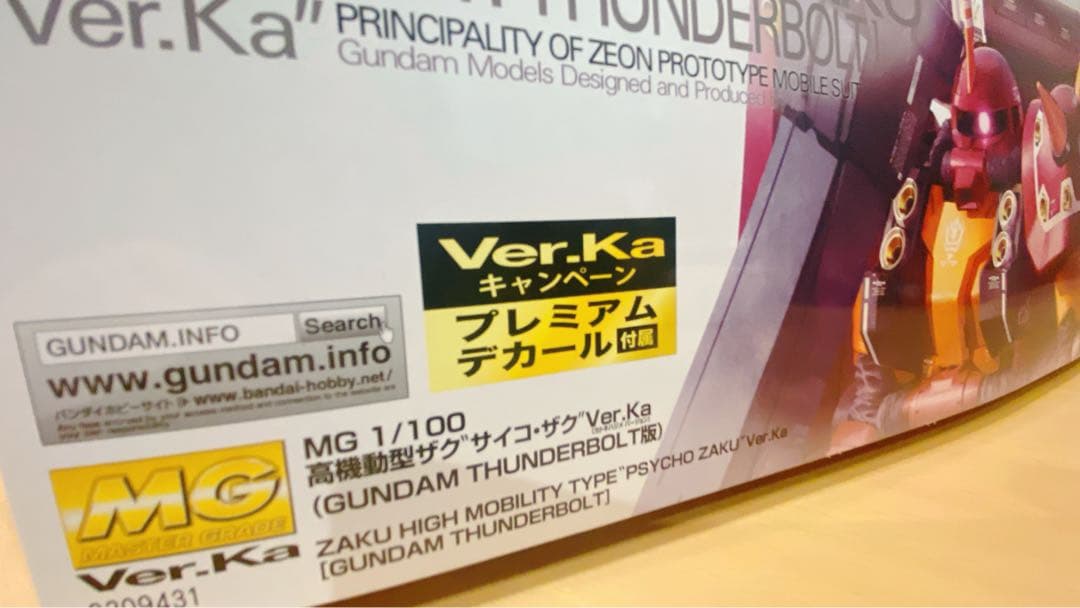 Ver.Ka"
THUNDERBOLT]
PRINCIPALITY OF ZEON PROTOTYPE MOBILE SUIT
Gundam Models Designed and Produced
Ver.Ka
キャンペーン
プレミアム
デカール付属
GUNDAM.INFO Search
www.gundam.info
バンダイホビーサイト www.bandai-hobby.net/
MG
MASTER GRADE
Ver.Ka
MG 1/100
高機動型ザク"サイコ・ザク"Ver.Ka
(GUNDAM THUNDERBOLT版)
ZAKU HIGH MOBILITY TYPE "PSYCHO ZAKU" Ver.Ka
[GUNDAM THUNDERBOLT]